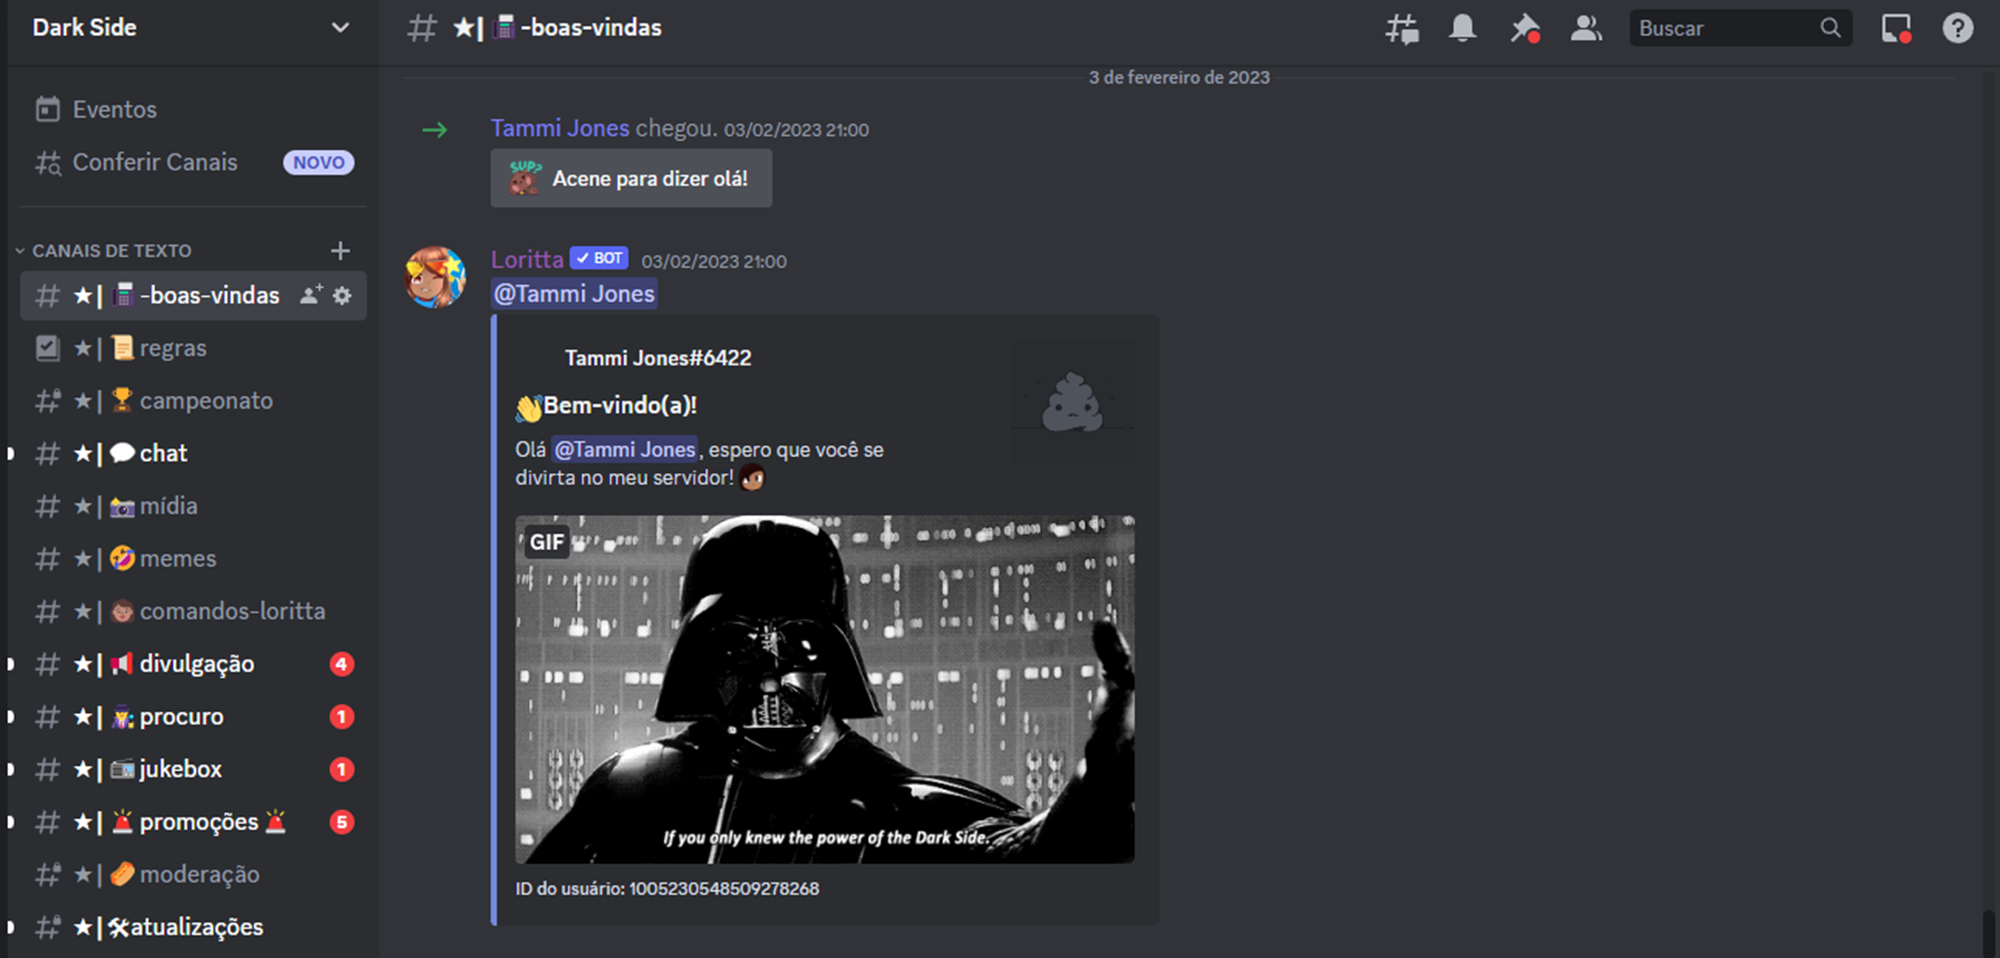 Dark Side
Eventos
Conferir Canais NOVO
CANAIS DE TEXTO
★| -boas-vindas
★| regras
★| campeonato
★| chat
★| mídia
★| memes
★| comandos-loritta
★| divulgação 4
★| procuro 1
★| jukebox 1
★| promoções 5
★| moderação
★| atualizações
# ★| -boas-vindas
Buscar
3 de fevereiro de 2023
Tammi Jones chegou. 03/02/2023 21:00
SUP?
Acene para dizer olá!
Loritta BOT 03/02/2023 21:00
@Tammi Jones
Tammi Jones#6422
Bem-vindo(a)!
Olá @Tammi Jones, espero que você se
divirta no meu servidor!
GIF
If you only knew the power of the Dark Side.
ID do usuário: 1005230548509278268